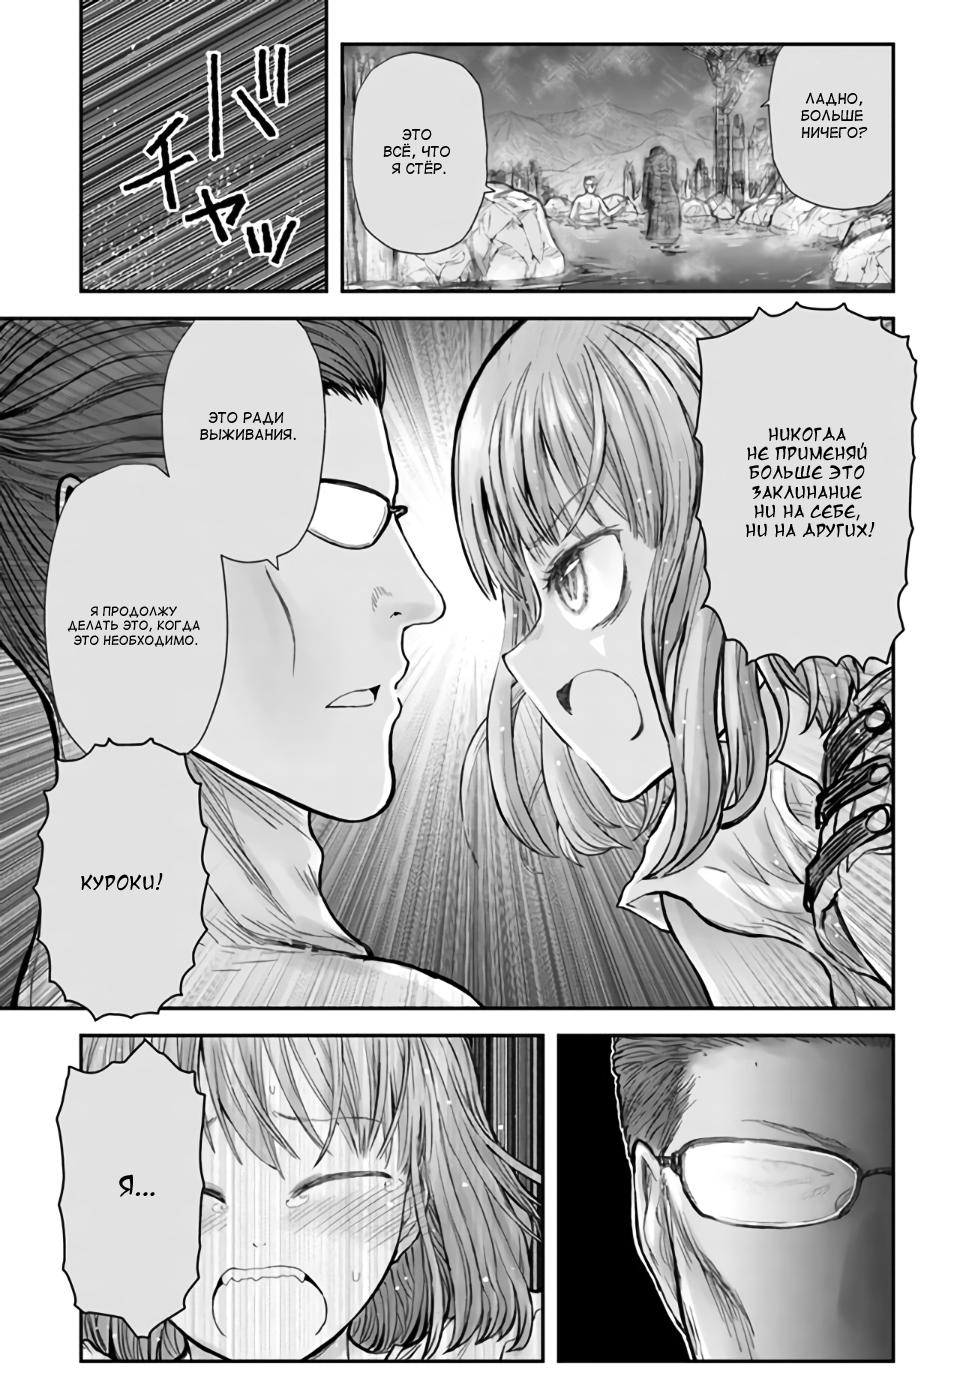 ЛАДНО,
БОЛЬШЕ
НИЧЕГО?
ЭТО
ВСЁ, ЧТО
Я СТЁР.
バチャッ
НИКОГДА
НЕ ПРИМЕНЯЙ
БОЛЬШЕ ЭТО
ЗАКЛИНАНИЕ
НИ НА СЕБЕ,
НИ НА ДРУГИХ!
ЭТО РАДИ
ВЫЖИВАНИЯ.
Я ПРОДОЛЖУ
ДЕЛАТЬ ЭТО, КОГДА
ЭТО НЕОБХОДИМО.
КУРОКИ!
Я...